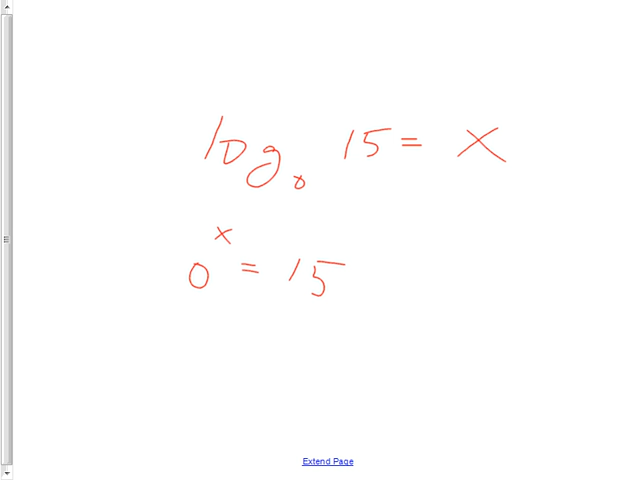 log₀ 15 = x
0ˣ = 15
Extend Page